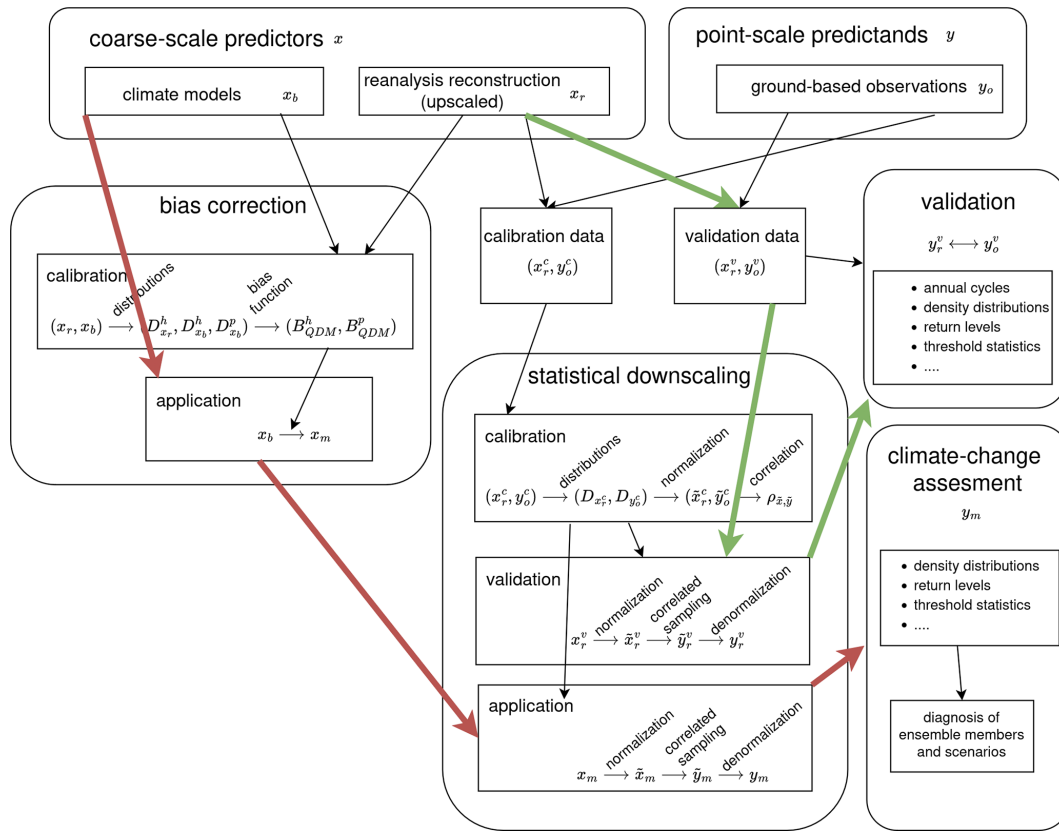 coarse-scale predictors x
climate models x_b
reanalysis reconstruction
(upscaled) x_r
point-scale predictands y
ground-based observations y_o
bias correction
calibration
distributions
bias
function
(x_r, x_b) ⟶ (D^h_{x_r}, D^h_{x_b}, D^p_{x_b}) ⟶ (B^h_{QDM}, B^p_{QDM})
application
x_b ⟶ x_m
calibration data
(x^c_r, y^c_o)
validation data
(x^v_r, y^v_o)
validation
y^v_r ⟷ y^v_o
• annual cycles
• density distributions
• return levels
• threshold statistics
• ....
statistical downscaling
calibration
distributions
normalization
correlation
(x^c_r, y^c_o) ⟶ (D_{x^c_r}, D_{y^c_o}) ⟶ (x̃^c_r, ỹ^c_o) ⟶ ρ_{x̃,ỹ}
validation
normalization
correlated
sampling
denormalization
x^v_r ⟶ x̃^v_r ⟶ ỹ^v_r ⟶ y^v_r
application
normalization
correlated
sampling
denormalization
x_m ⟶ x̃_m ⟶ ỹ_m ⟶ y_m
climate-change
assesment
y_m
• density distributions
• return levels
• threshold statistics
• ....
diagnosis of
ensemble members
and scenarios